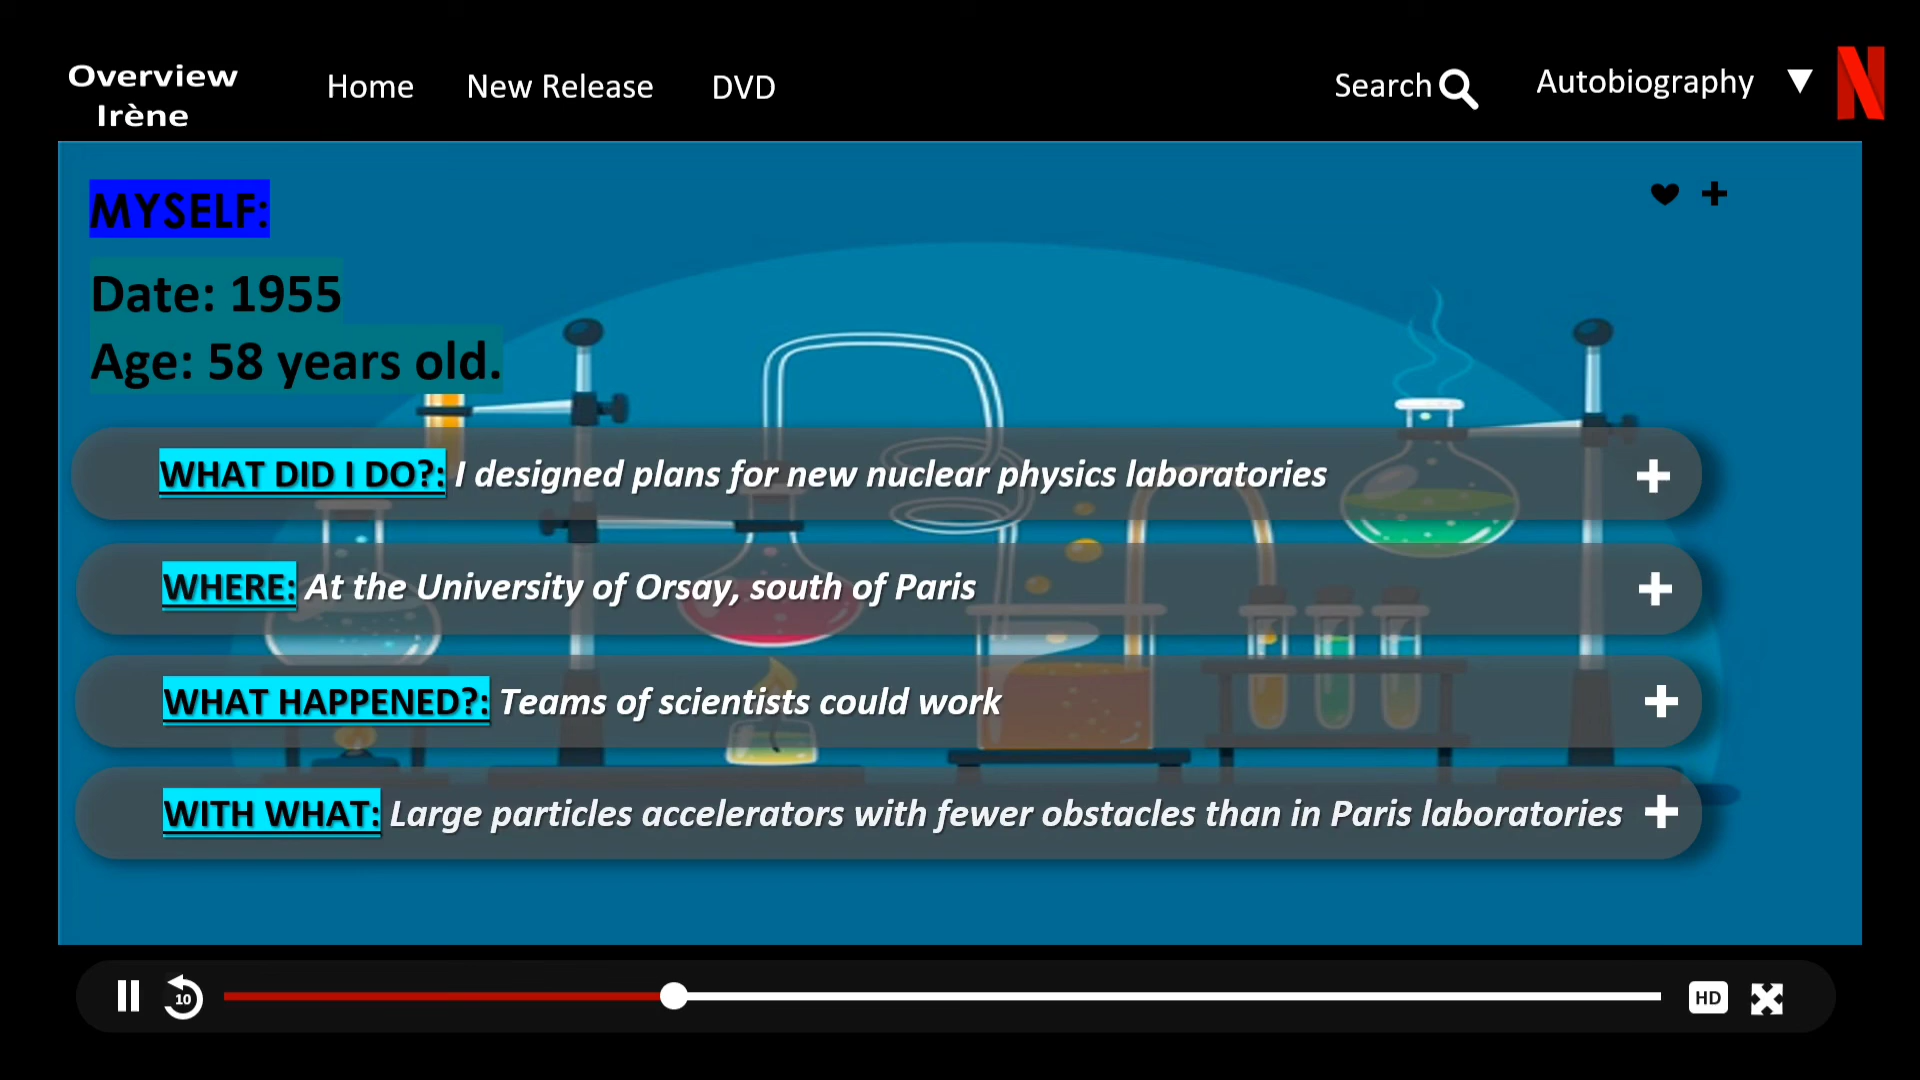 Overview
Irène
Home New Release DVD
Search Autobiography ▼ N
MYSELF:
Date: 1955
Age: 58 years old.
WHAT DID I DO?: I designed plans for new nuclear physics laboratories +
WHERE: At the University of Orsay, south of Paris +
WHAT HAPPENED?: Teams of scientists could work +
WITH WHAT: Large particles accelerators with fewer obstacles than in Paris laboratories +
10
HD